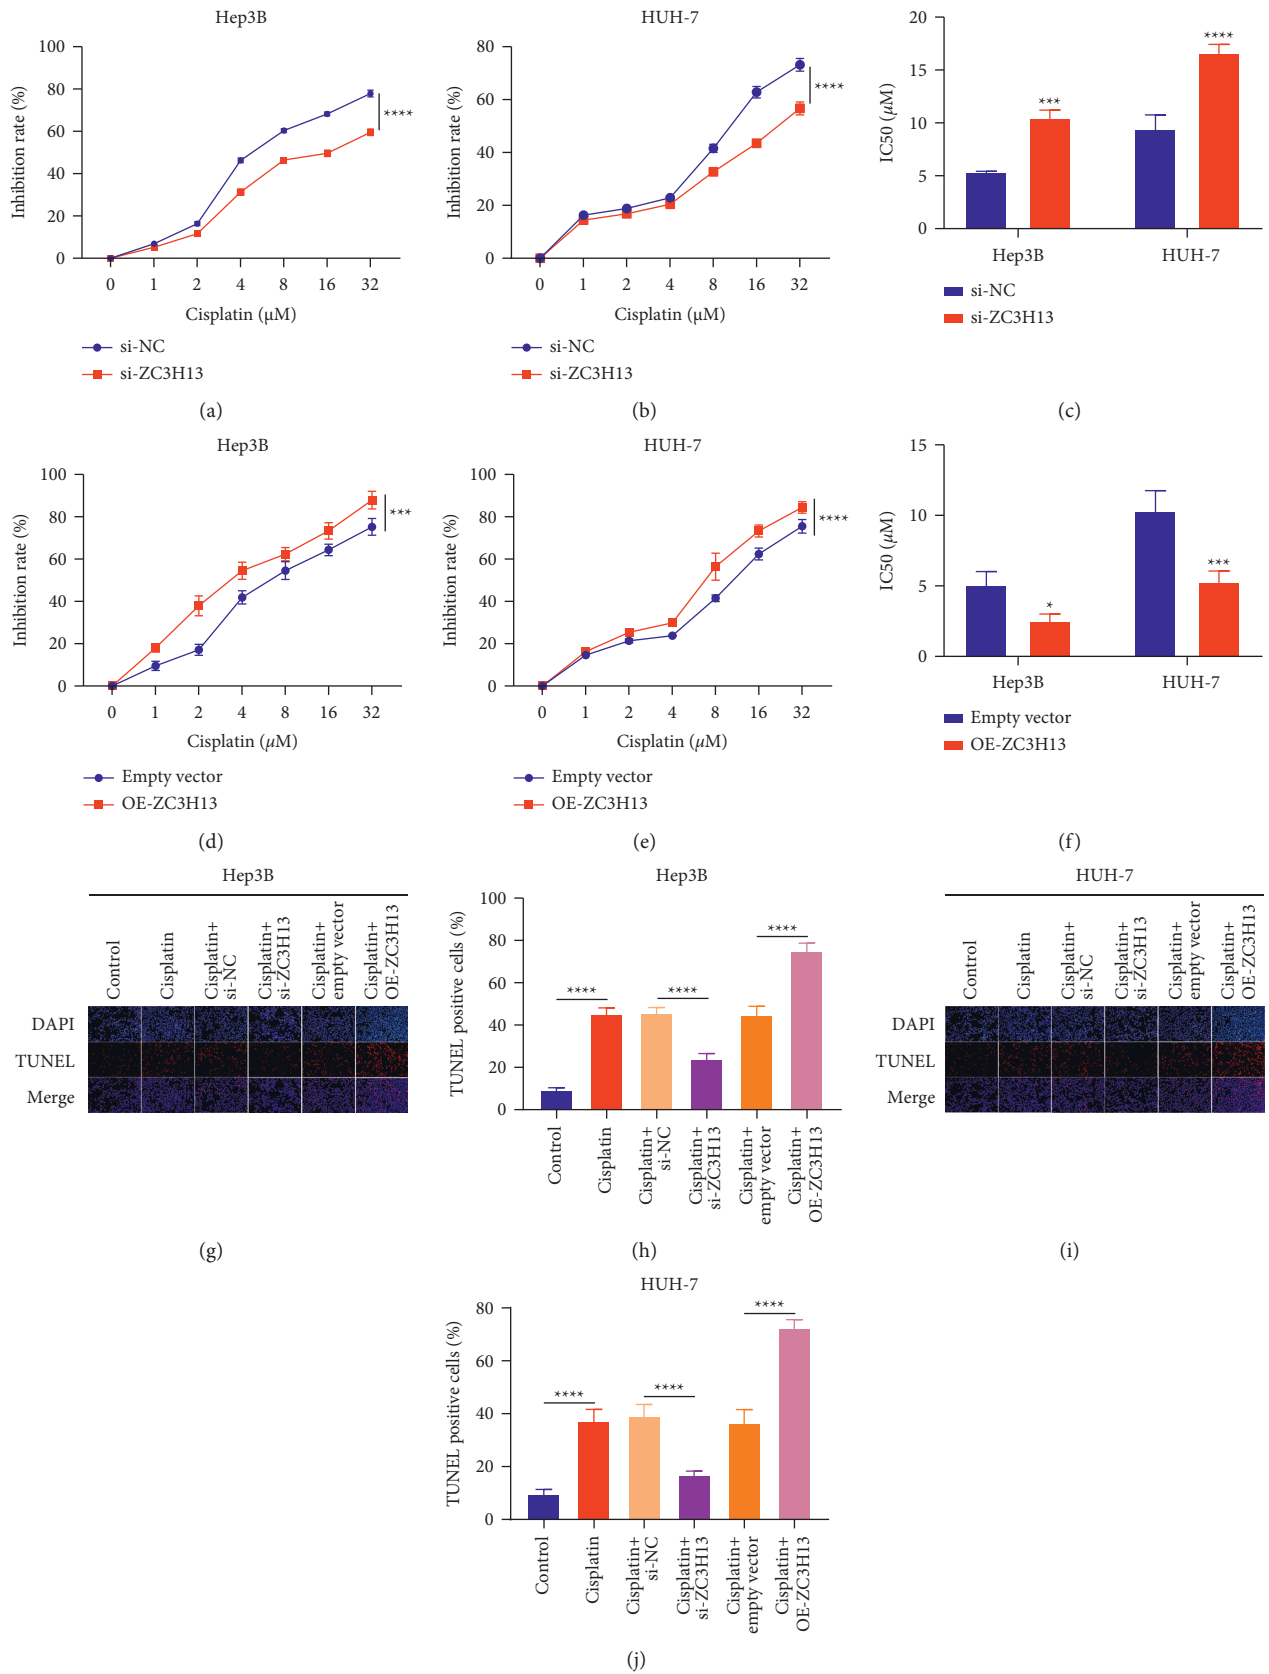 Hep3B
Inhibition rate (%)
100
80
60
40
20
0
****
0 1 2 4 8 16 32
Cisplatin (μM)
si-NC
si-ZC3H13
(a)
HUH-7
Inhibition rate (%)
80
60
40
20
0
****
0 1 2 4 8 16 32
Cisplatin (μM)
si-NC
si-ZC3H13
(b)
IC50 (μM)
20
15
10
5
0
***
****
Hep3B HUH-7
si-NC
si-ZC3H13
(c)
Hep3B
Inhibition rate (%)
100
80
60
40
20
0
***
0 1 2 4 8 16 32
Cisplatin (μM)
Empty vector
OE-ZC3H13
(d)
HUH-7
Inhibition rate (%)
100
80
60
40
20
0
****
0 1 2 4 8 16 32
Cisplatin (μM)
Empty vector
OE-ZC3H13
(e)
IC50 (μM)
15
10
5
0
*
***
Hep3B HUH-7
Empty vector
OE-ZC3H13
(f)
Hep3B
Control
Cisplatin
Cisplatin+
si-NC
Cisplatin+
si-ZC3H13
Cisplatin+
empty vector
Cisplatin+
OE-ZC3H13
DAPI
TUNEL
Merge
(g)
Hep3B
TUNEL positive cells (%)
100
80
60
40
20
0
****
****
****
Control
Cisplatin
Cisplatin+
si-NC
Cisplatin+
si-ZC3H13
Cisplatin+
empty vector
Cisplatin+
OE-ZC3H13
(h)
HUH-7
Control
Cisplatin
Cisplatin+
si-NC
Cisplatin+
si-ZC3H13
Cisplatin+
empty vector
Cisplatin+
OE-ZC3H13
DAPI
TUNEL
Merge
(i)
HUH-7
TUNEL positive cells (%)
80
60
40
20
0
****
****
****
Control
Cisplatin
Cisplatin+
si-NC
Cisplatin+
si-ZC3H13
Cisplatin+
empty vector
Cisplatin+
OE-ZC3H13
(j)